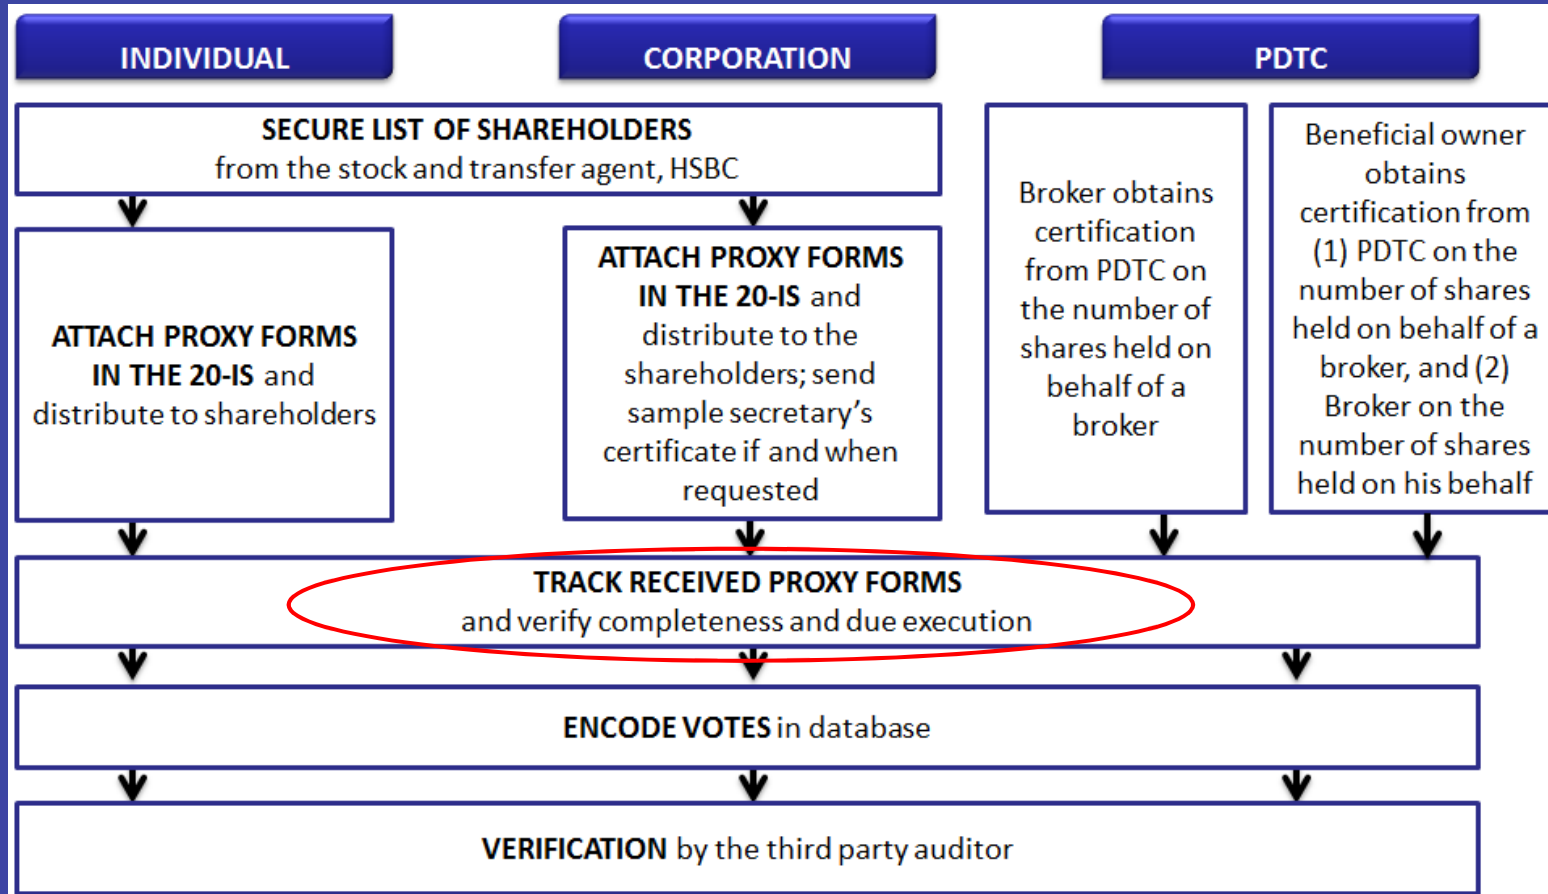 INDIVIDUAL
CORPORATION
PDTC
SECURE LIST OF SHAREHOLDERS
from the stock and transfer agent, HSBC
ATTACH PROXY FORMS
IN THE 20-IS and
distribute to shareholders
ATTACH PROXY FORMS
IN THE 20-IS and
distribute to the
shareholders; send
sample secretary’s
certificate if and when
requested
Broker obtains
certification
from PDTC on
the number of
shares held on
behalf of a
broker
Beneficial owner
obtains
certification from
(1) PDTC on the
number of shares
held on behalf of a
broker, and (2)
Broker on the
number of shares
held on his behalf
TRACK RECEIVED PROXY FORMS
and verify completeness and due execution
ENCODE VOTES in database
VERIFICATION by the third party auditor